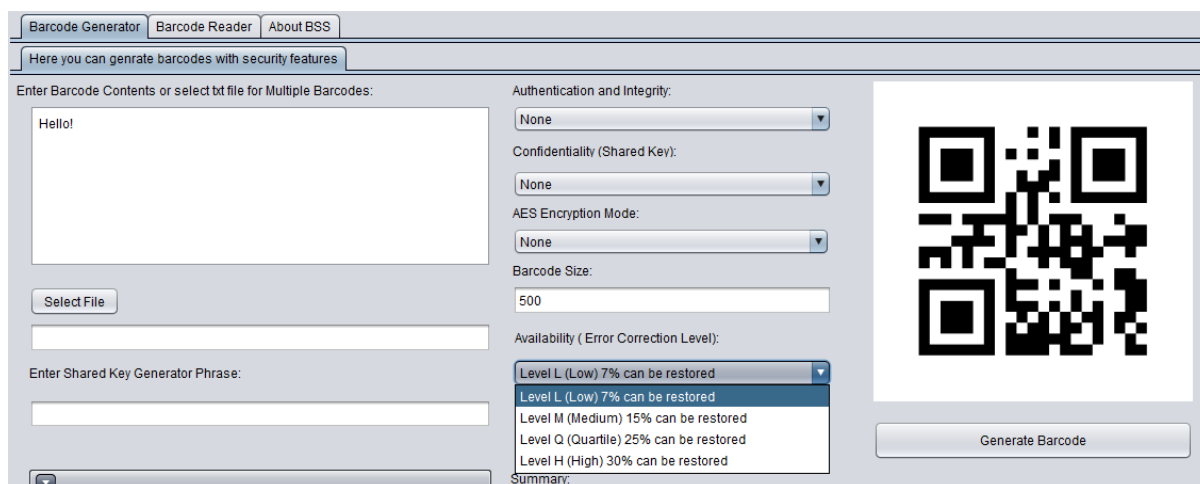 Barcode Generator
Barcode Reader
About BSS
Here you can genrate barcodes with security features
Enter Barcode Contents or select txt file for Multiple Barcodes:
Hello!
Select File
Enter Shared Key Generator Phrase:
Authentication and Integrity:
None
Confidentiality (Shared Key):
None
AES Encryption Mode:
None
Barcode Size:
500
Availability ( Error Correction Level):
Level L (Low) 7% can be restored
Level L (Low) 7% can be restored
Level M (Medium) 15% can be restored
Level Q (Quartile) 25% can be restored
Level H (High) 30% can be restored
Summary:
Generate Barcode